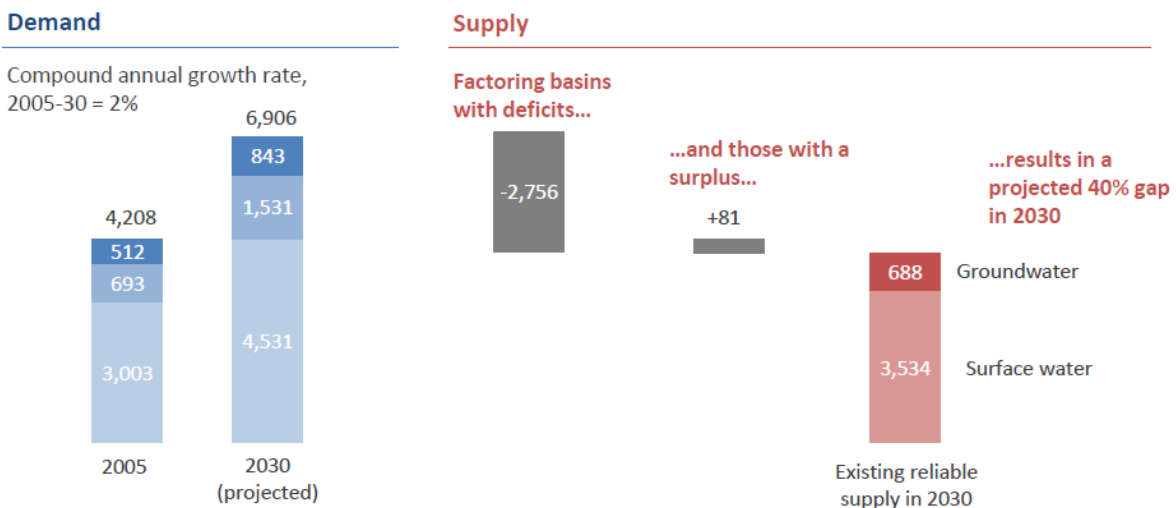 Demand
Compound annual growth rate,
2005-30 = 2%
4,208
512
693
3,003
2005
6,906
843
1,531
4,531
2030
(projected)
Supply
Factoring basins
with deficits...
-2,756
...and those with a
surplus...
+81
...results in a
projected 40% gap
in 2030
688
Groundwater
3,534
Surface water
Existing reliable
supply in 2030